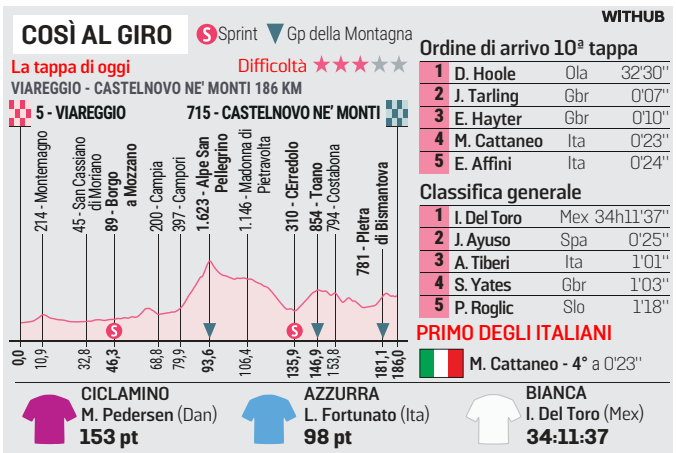 WITHUB
COSÌ AL GIRO
S Sprint Gp della Montagna
La tappa di oggi
Difficoltà
VIAREGGIO - CASTELNOVO NE' MONTI 186 KM
5 - VIAREGGIO
715 - CASTELNOVO NE' MONTI
214 - Montemagno
45 - San Cassiano
di Moriano
89 - Borgo
a Mozzano
200 - Campia
397 - Campori
1.623 - Alpe San
Pellegrino
1.146 - Madonna di
Pietravolta
310 - CErredolo
854 - Toano
794 - Costabona
781 - Pietra
di Bismantova
S
S
0,0
10,9
32,8
46,3
68,8
79,9
93,6
106,4
135,9
146,9
153,8
181,1
186,0
Ordine di arrivo 10ª tappa
1 D. Hoole Ola 32'30''
2 J. Tarling Gbr 0'07''
3 E. Hayter Gbr 0'10''
4 M. Cattaneo Ita 0'23''
5 E. Affini Ita 0'24''
Classifica generale
1 I. Del Toro Mex 34h11'37''
2 J. Ayuso Spa 0'25''
3 A. Tiberi Ita 1'01''
4 S. Yates Gbr 1'03''
5 P. Roglic Slo 1'18''
PRIMO DEGLI ITALIANI
M. Cattaneo - 4° a 0'23''
CICLAMINO
M. Pedersen (Dan)
153 pt
AZZURRA
L. Fortunato (Ita)
98 pt
BIANCA
I. Del Toro (Mex)
34:11:37